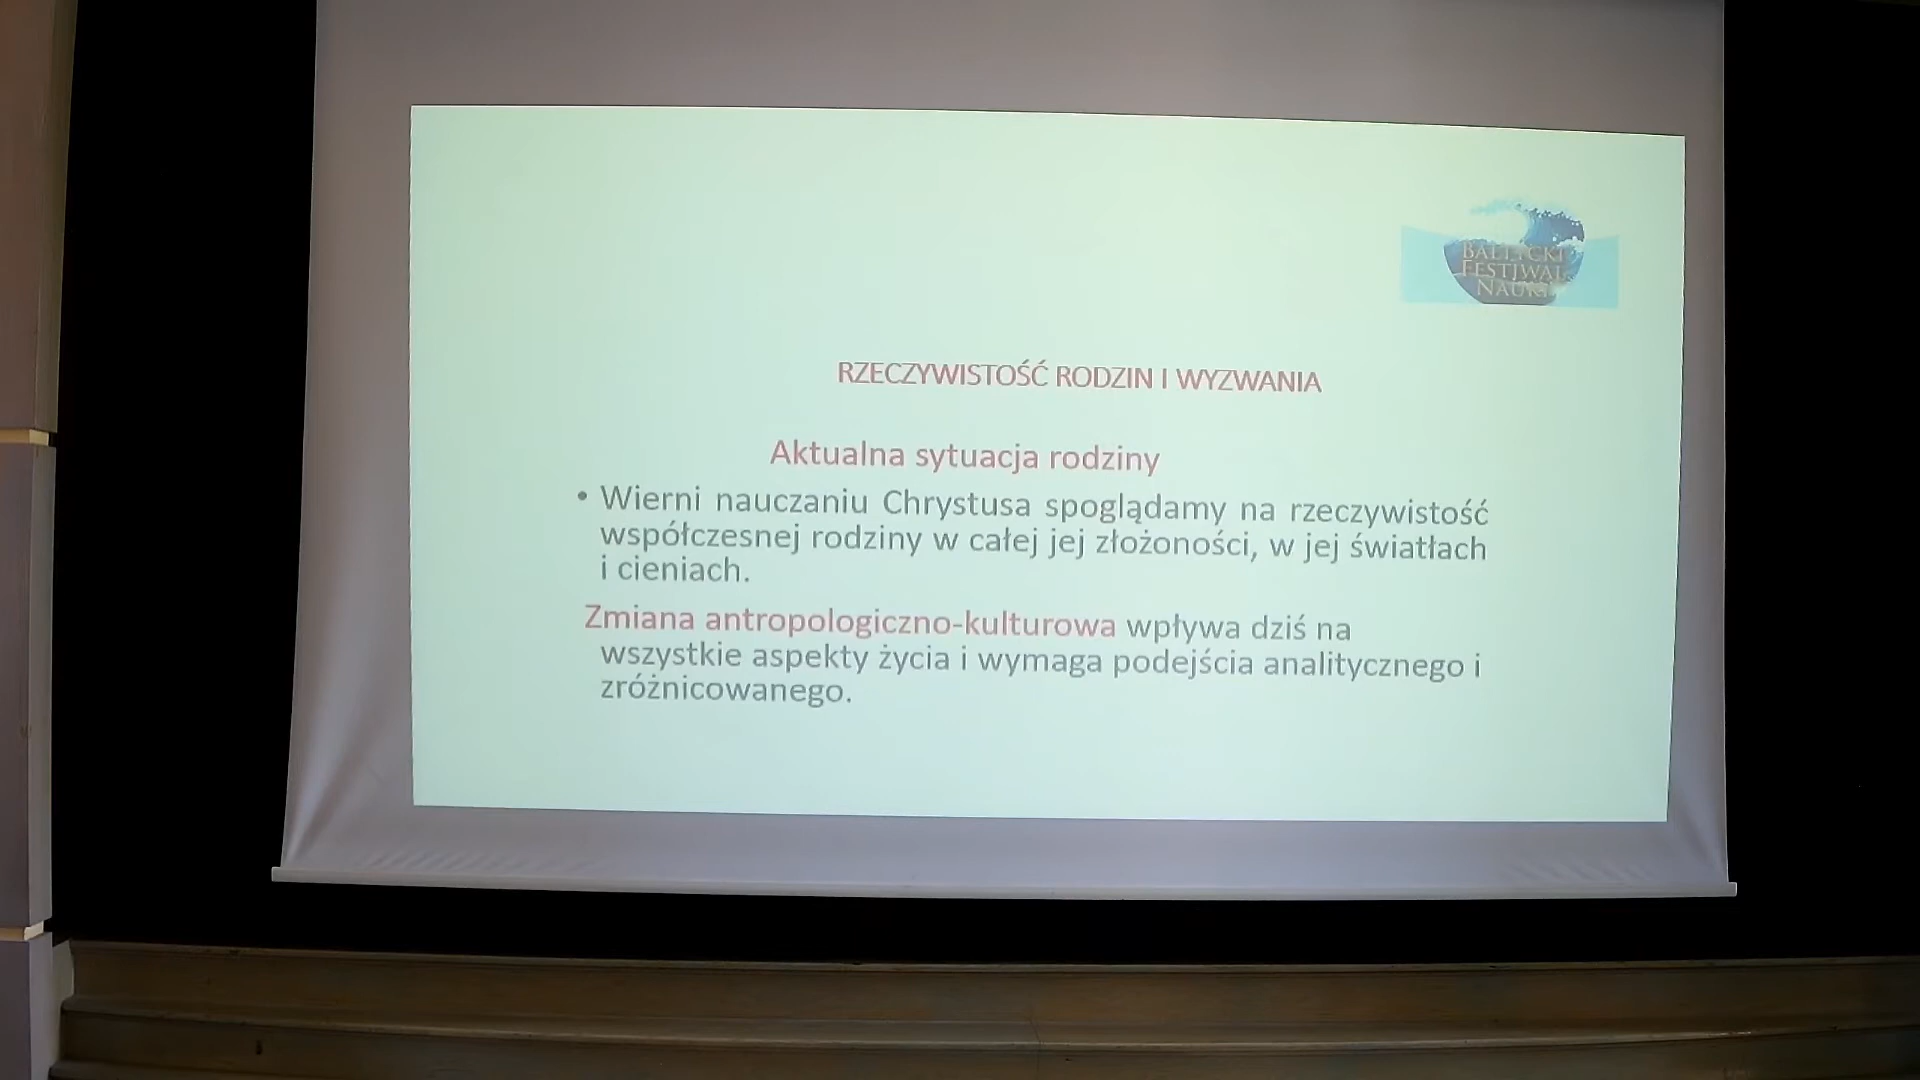 BAŁTYCKI
FESTIWAL
NAUKI
RZECZYWISTOŚĆ RODZIN I WYZWANIA
Aktualna sytuacja rodziny
• Wierni nauczaniu Chrystusa spoglądamy na rzeczywistość
współczesnej rodziny w całej jej złożoności, w jej światłach
i cieniach.
Zmiana antropologiczno-kulturowa wpływa dziś na
wszystkie aspekty życia i wymaga podejścia analitycznego i
zróżnicowanego.